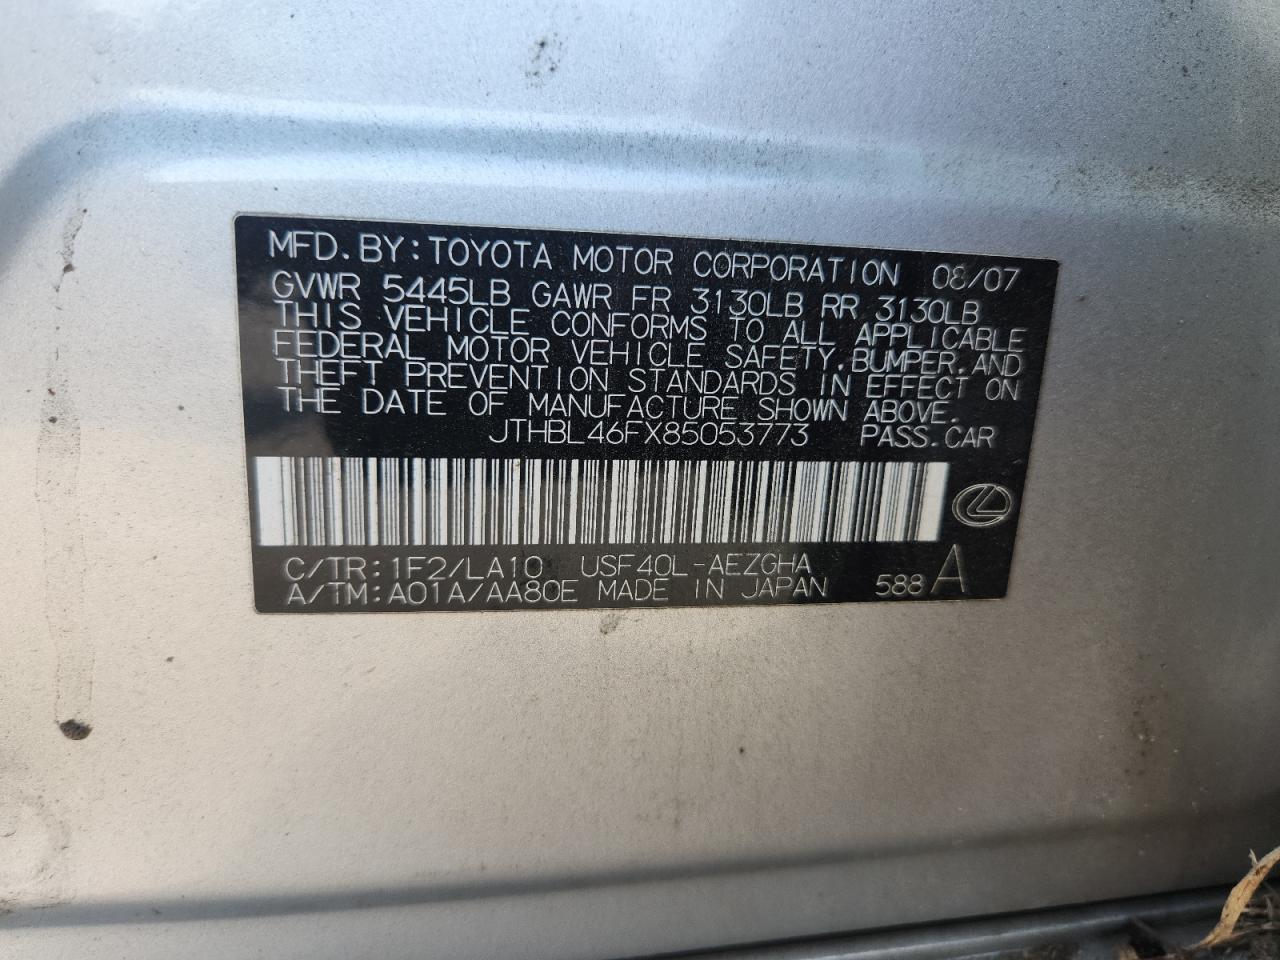 MFD.BY:TOYOTA MOTOR CORPORATION 08/07
GVWR 5445LB GAWR FR 3130LB RR 3130LB
THIS VEHICLE CONFORMS TO ALL APPLICABLE
FEDERAL MOTOR VEHICLE SAFETY,BUMPER,AND
THEFT PREVENTION STANDARDS IN EFFECT ON
THE DATE OF MANUFACTURE SHOWN ABOVE.
JTHBL46FX85053773 PASS.CAR
C/TR:1F2/LA10 USF40L-AEZGHA
A/TM:A01A/AA80E MADE IN JAPAN 588 A